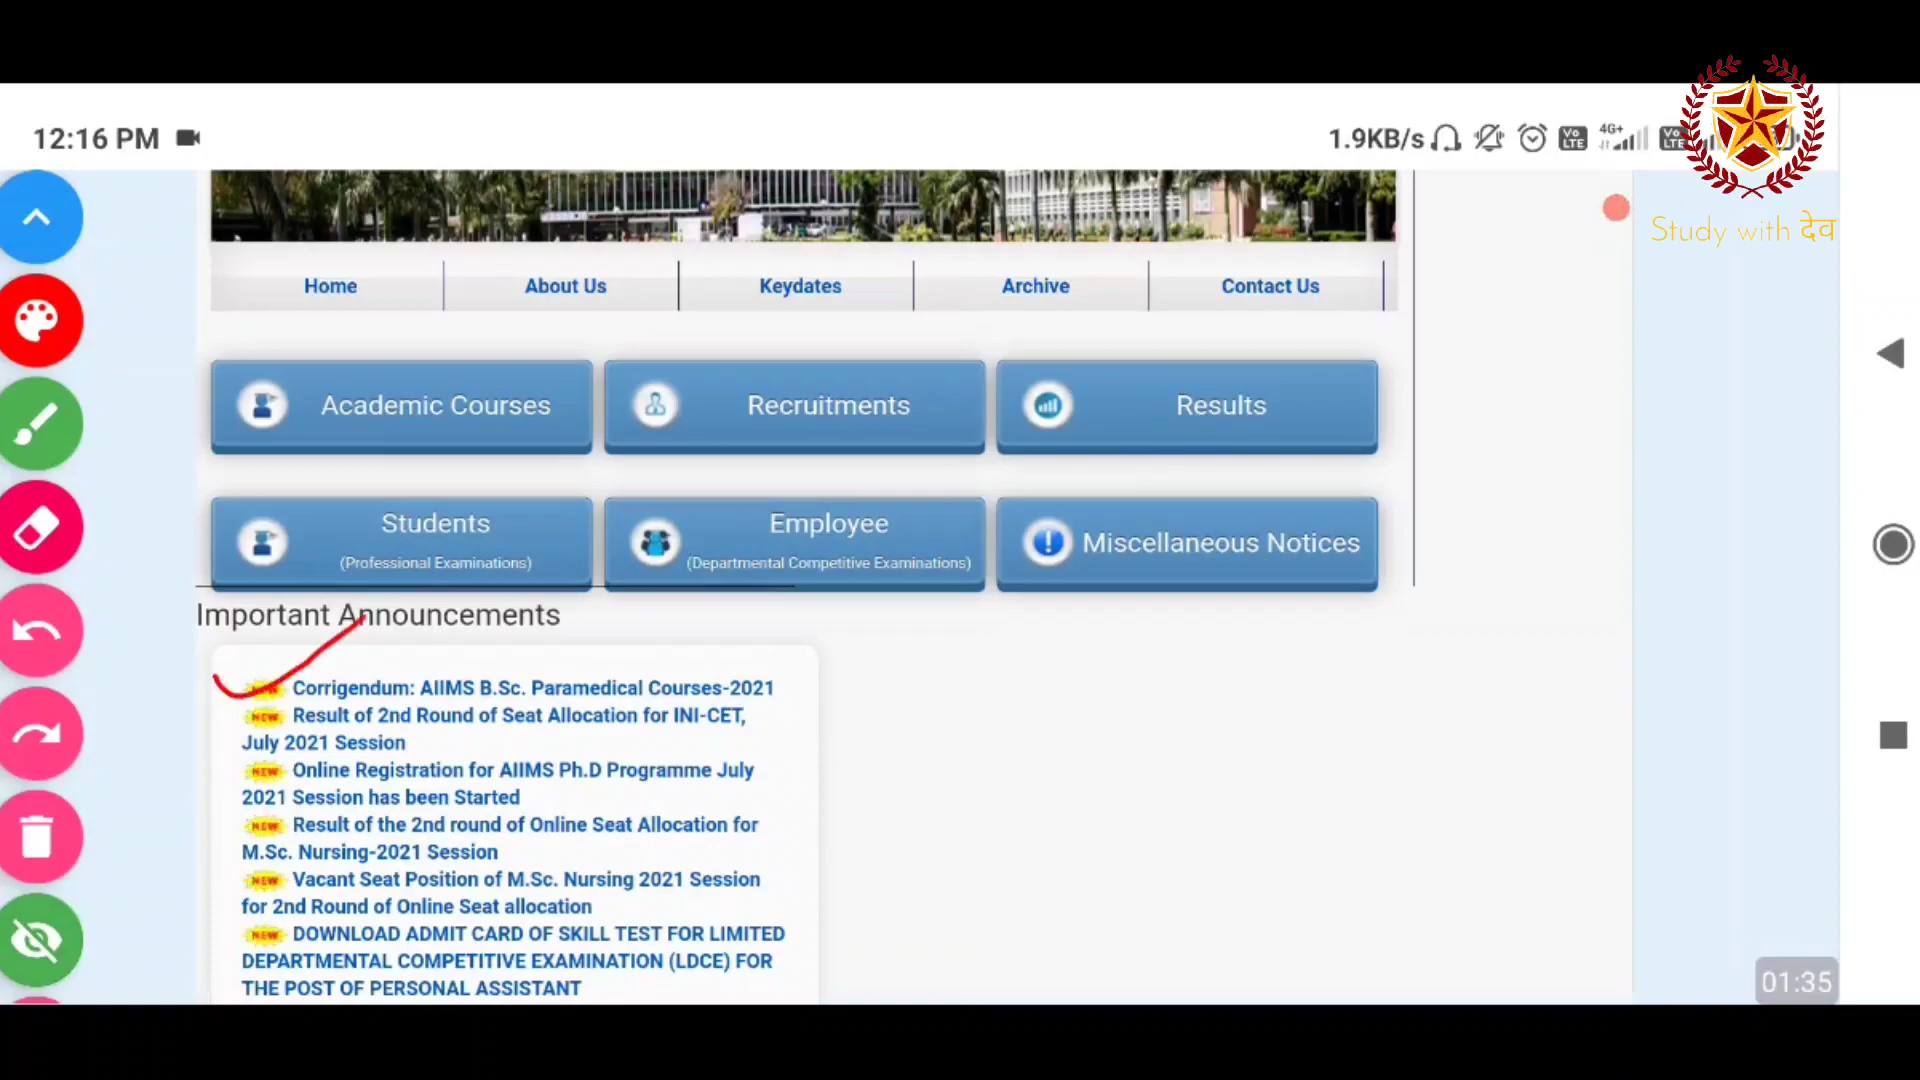 12:16 PM
1.9KB/s
4G+
Vo LTE
Study with देव
Home
About Us
Keydates
Archive
Contact Us
Academic Courses
Recruitments
Results
Students
(Professional Examinations)
Employee
(Departmental Competitive Examinations)
Miscellaneous Notices
Important Announcements
Corrigendum: AIIMS B.Sc. Paramedical Courses-2021
NEW Result of 2nd Round of Seat Allocation for INI-CET,
July 2021 Session
NEW Online Registration for AIIMS Ph.D Programme July
2021 Session has been Started
NEW Result of the 2nd round of Online Seat Allocation for
M.Sc. Nursing-2021 Session
NEW Vacant Seat Position of M.Sc. Nursing 2021 Session
for 2nd Round of Online Seat allocation
NEW DOWNLOAD ADMIT CARD OF SKILL TEST FOR LIMITED
DEPARTMENTAL COMPETITIVE EXAMINATION (LDCE) FOR
THE POST OF PERSONAL ASSISTANT
01:35